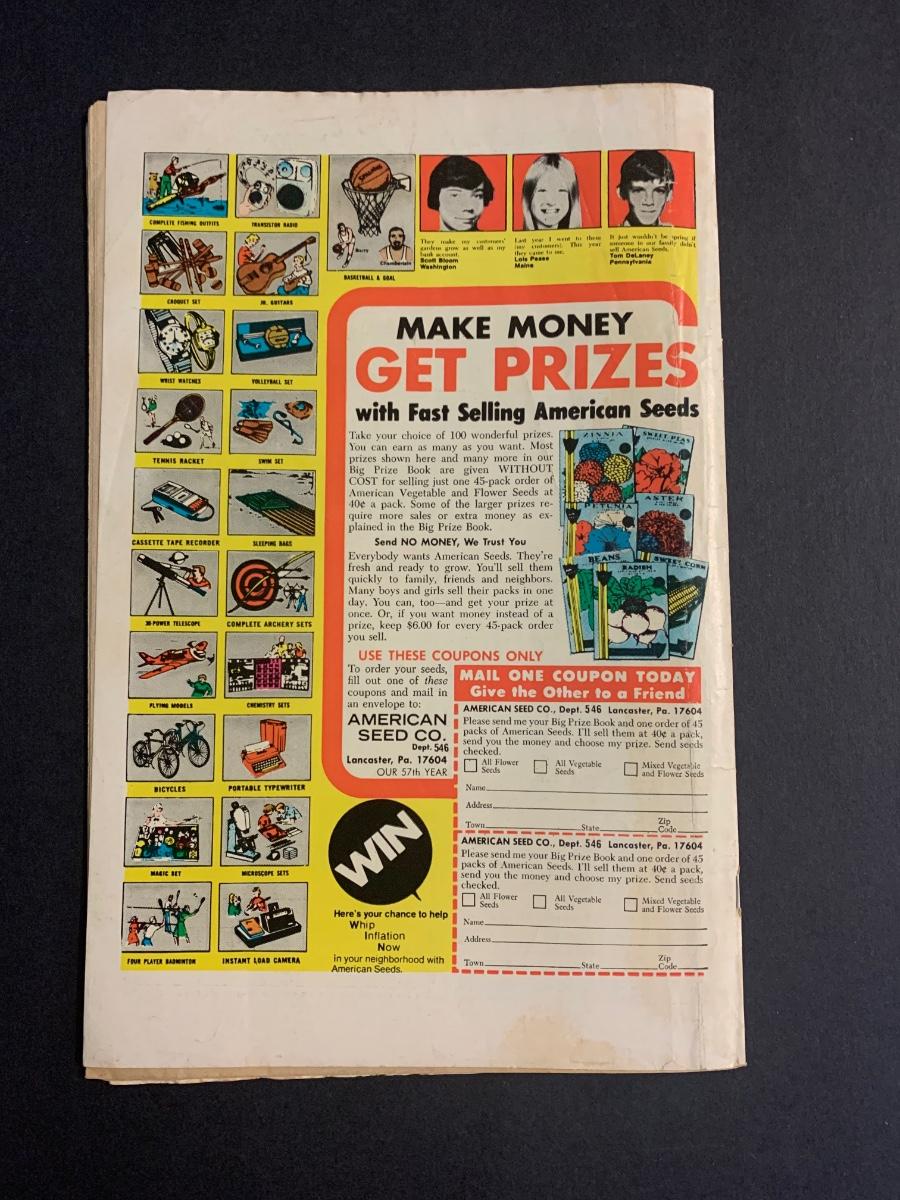 COMPLETE FISHING OUTFITS
TRANSISTOR RADIO
SPALDING
Barry
Chamberlain
BASKETBALL & GOAL
They make my customers'
gardens grow as well as my
bank account.
Scott Bloom
Washington
Last year I went to them
(my customers). This year
they came to me.
Lois Pease
Maine
It just wouldn't be spring if
someone in our family didn't
sell American Seeds.
Tom DeLaney
Pennsylvania
CROQUET SET
JR. GUITARS
WRIST WATCHES
VOLLEYBALL SET
TENNIS RACKET
SWIM SET
CASSETTE TAPE RECORDER
SLEEPING BAGS
30-POWER TELESCOPE
COMPLETE ARCHERY SETS
FLYING MODELS
CHEMISTRY SETS
BICYCLES
PORTABLE TYPEWRITER
MAGIC SET
MICROSCOPE SETS
FOUR PLAYER BADMINTON
INSTANT LOAD CAMERA
MAKE MONEY
GET PRIZES
with Fast Selling American Seeds
Take your choice of 100 wonderful prizes.
You can earn as many as you want. Most
prizes shown here and many more in our
Big Prize Book are given WITHOUT
COST for selling just one 45-pack order of
American Vegetable and Flower Seeds at
40¢ a pack. Some of the larger prizes re-
quire more sales or extra money as ex-
plained in the Big Prize Book.
Send NO MONEY, We Trust You
Everybody wants American Seeds. They're
fresh and ready to grow. You'll sell them
quickly to family, friends and neighbors.
Many boys and girls sell their packs in one
day. You can, too—and get your prize at
once. Or, if you want money instead of a
prize, keep $6.00 for every 45-pack order
you sell.
ZINNIA
SWEET PEAS
PETUNIA
ASTER
BEANS
RADISH
SWEET CORN
USE THESE COUPONS ONLY
To order your seeds,
fill out one of these
coupons and mail in
an envelope to:
AMERICAN
SEED CO.
Dept. 546
Lancaster, Pa. 17604
OUR 57th YEAR
WIN
Here's your chance to help
Whip
Inflation
Now
in your neighborhood with
American Seeds.
MAIL ONE COUPON TODAY
Give the Other to a Friend
AMERICAN SEED CO., Dept. 546 Lancaster, Pa. 17604
Please send me your Big Prize Book and one order of 45
packs of American Seeds. I'll sell them at 40¢ a pack,
send you the money and choose my prize. Send seeds
checked.
All Flower Seeds All Vegetable Seeds Mixed Vegetable and Flower Seeds
Name
Address
Town State Zip Code
AMERICAN SEED CO., Dept. 546 Lancaster, Pa. 17604
Please send me your Big Prize Book and one order of 45
packs of American Seeds. I'll sell them at 40¢ a pack,
send you the money and choose my prize. Send seeds
checked.
All Flower Seeds All Vegetable Seeds Mixed Vegetable and Flower Seeds
Name
Address
Town State Zip Code